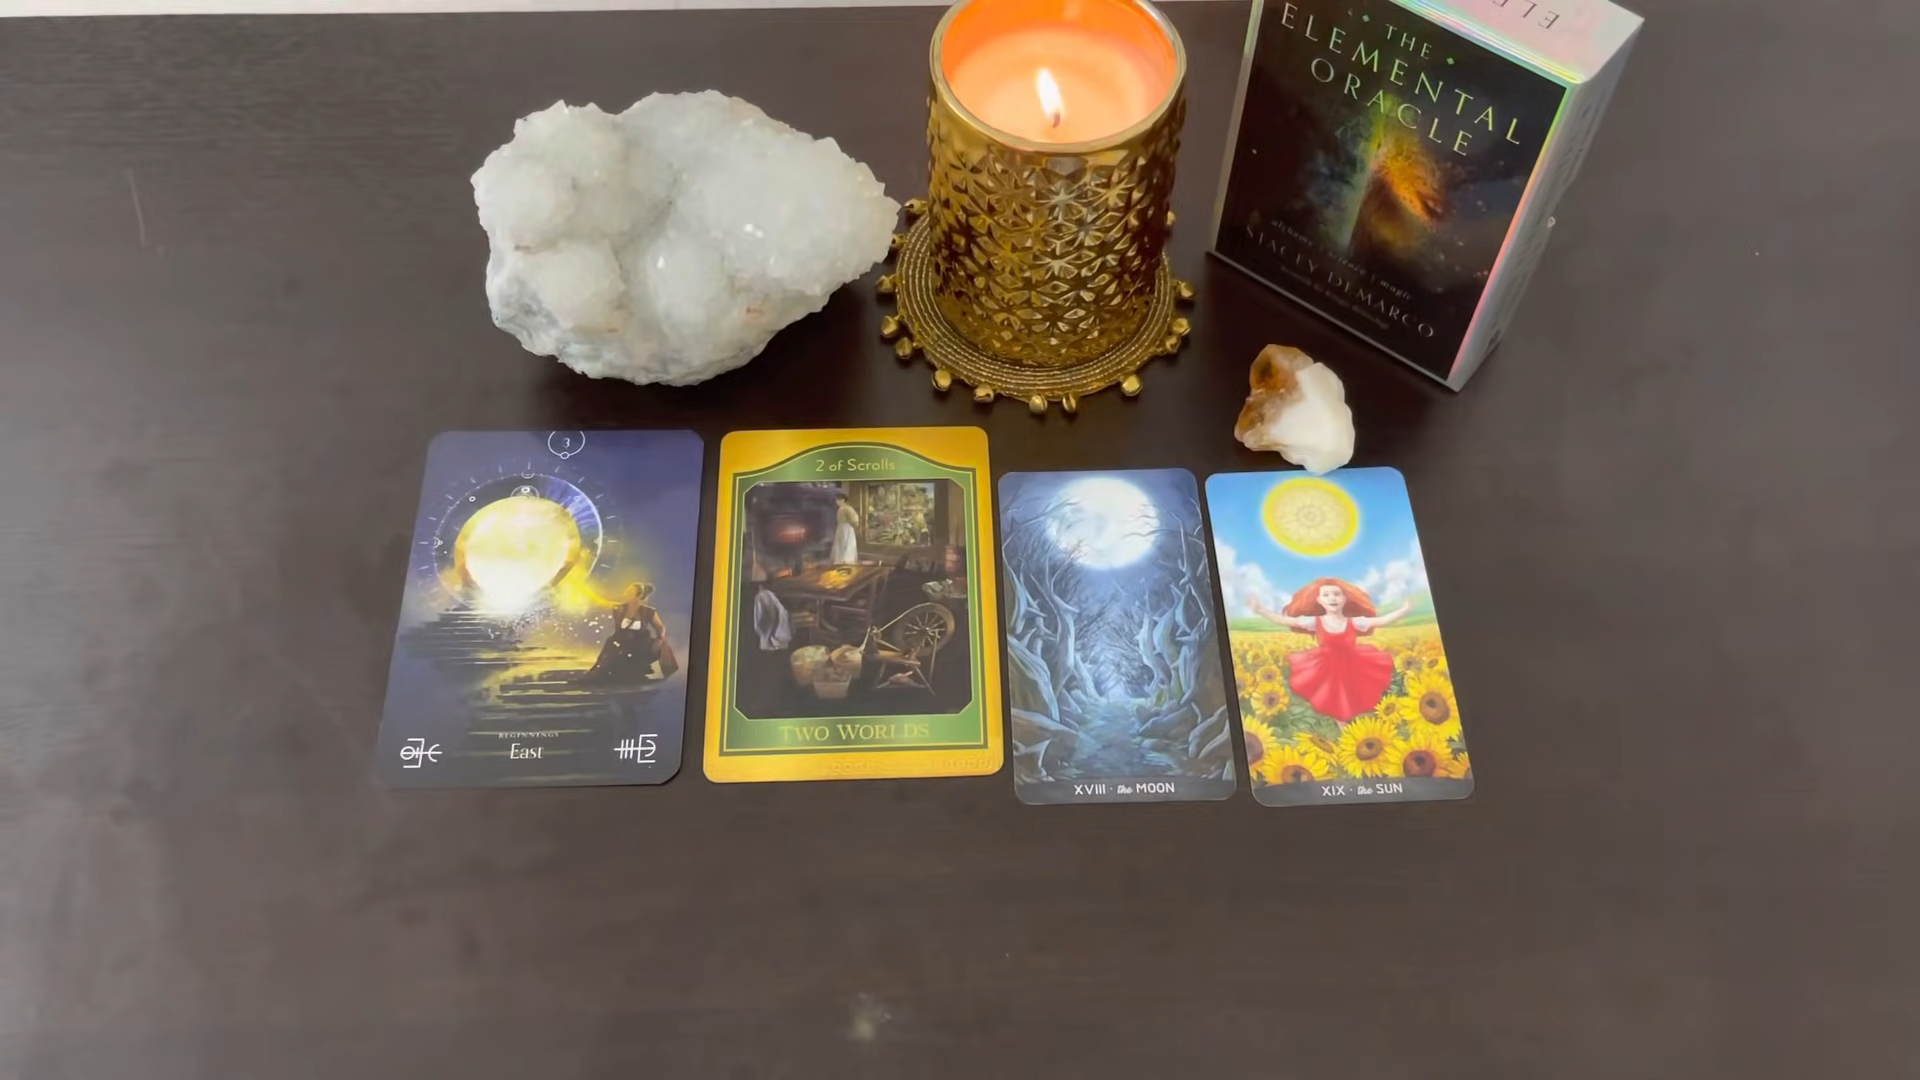 THE
ELEMENTAL
ORACLE
STACEY DEMARCO
3
BEGINNINGS
East
2 of Scrolls
TWO WORLDS
XVIII · the MOON
XIX · the SUN